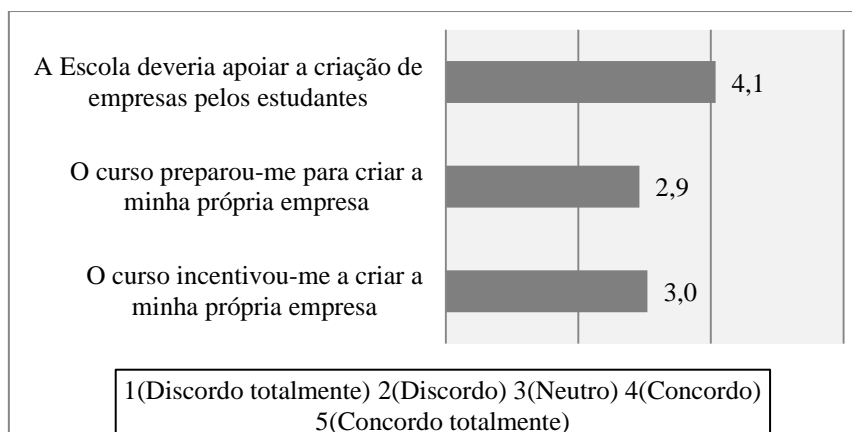 A Escola deveria apoiar a criação de
empresas pelos estudantes
4,1
O curso preparou-me para criar a
minha própria empresa
2,9
O curso incentivou-me a criar a
minha própria empresa
3,0
1(Discordo totalmente) 2(Discordo) 3(Neutro) 4(Concordo)
5(Concordo totalmente)